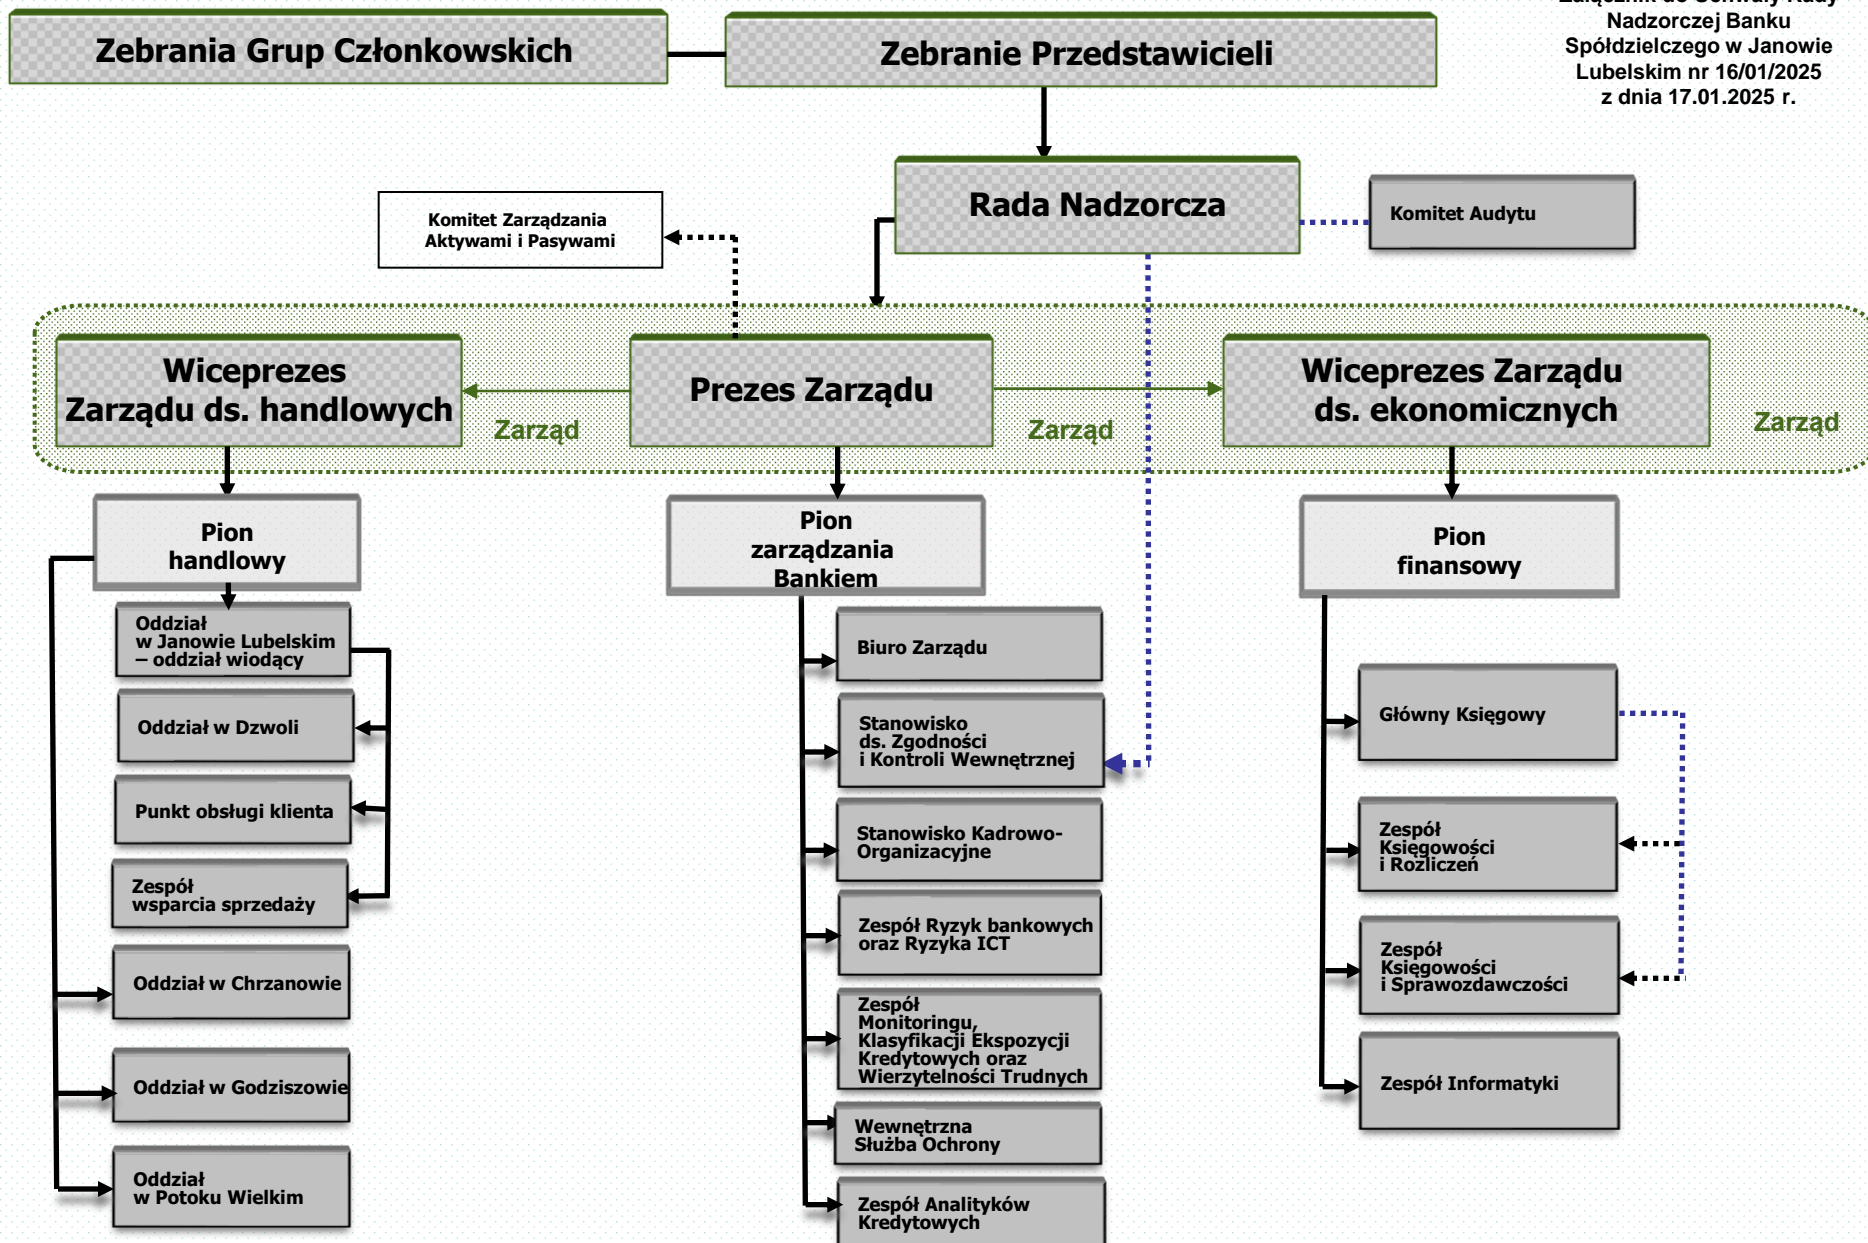 Załącznik do Uchwały Rady
Nadzorczej Banku
Spółdzielczego w Janowie
Lubelskim nr 16/01/2025
z dnia 17.01.2025 r.
Zebrania Grup Członkowskich
Zebranie Przedstawicieli
Rada Nadzorcza
Komitet Audytu
Komitet Zarządzania
Aktywami i Pasywami
Wiceprezes
Zarządu ds. handlowych
Zarząd
Prezes Zarządu
Zarząd
Wiceprezes Zarządu
ds. ekonomicznych
Zarząd
Pion
handlowy
Oddział
w Janowie Lubelskim
– oddział wiodący
Oddział w Dzwoli
Punkt obsługi klienta
Zespół
wsparcia sprzedaży
Oddział w Chrzanowie
Oddział w Godziszowie
Oddział
w Potoku Wielkim
Pion
zarządzania
Bankiem
Biuro Zarządu
Stanowisko
ds. Zgodności
i Kontroli Wewnętrznej
Stanowisko Kadrowo-
Organizacyjne
Zespół Ryzyk bankowych
oraz Ryzyka ICT
Zespół
Monitoringu,
Klasyfikacji Ekspozycji
Kredytowych oraz
Wierzytelności Trudnych
Wewnętrzna
Służba Ochrony
Zespół Analityków
Kredytowych
Pion
finansowy
Główny Księgowy
Zespół
Księgowości
i Rozliczeń
Zespół
Księgowości
i Sprawozdawczości
Zespół Informatyki